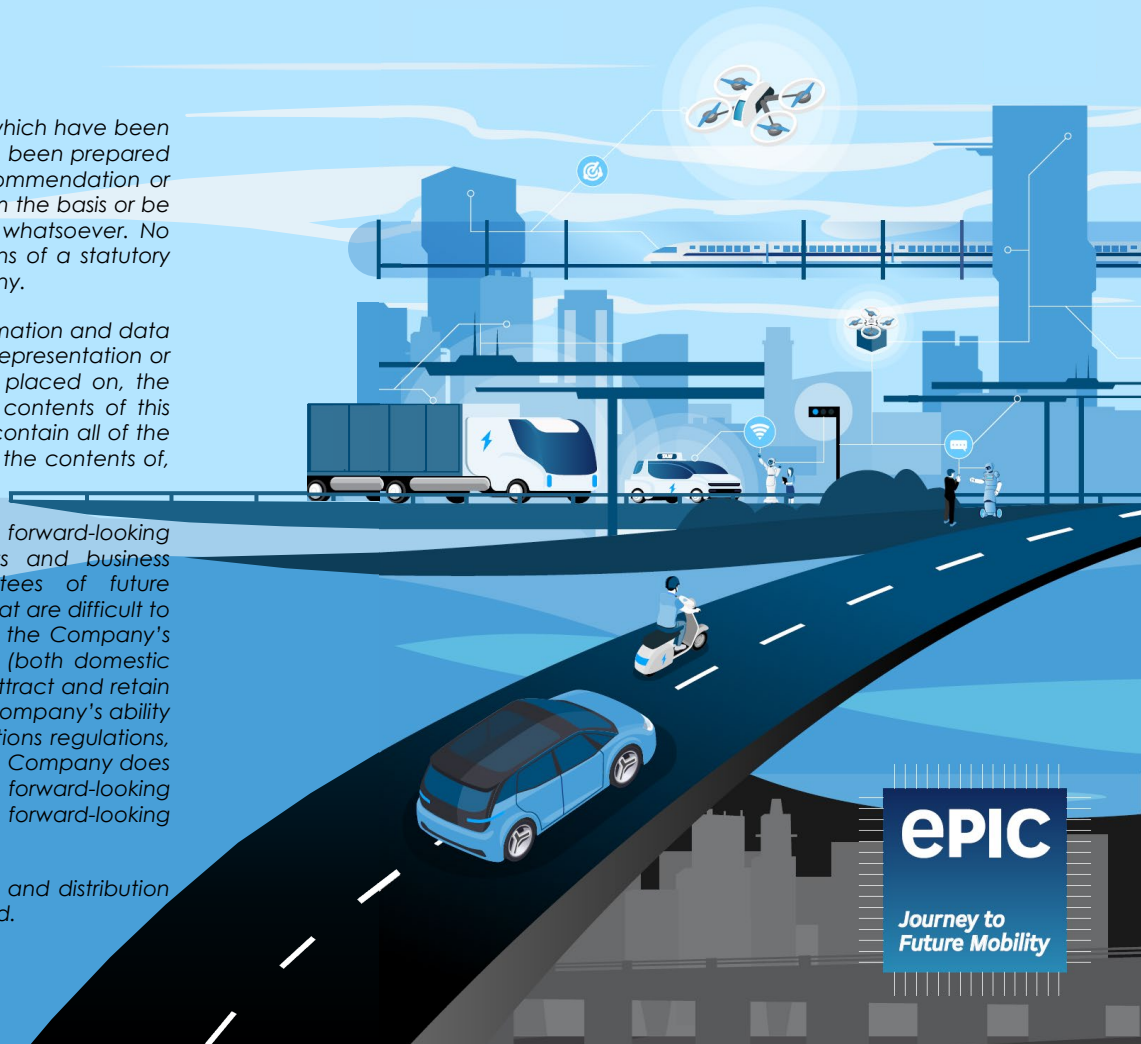 which have been
been prepared
commendation or
the basis or be
whatsoever. No
ns of a statutory
ny.
mation and data
epresentation or
placed on, the
contents of this
contain all of the
the contents of,
forward-looking
s and business
tees of future
at are difficult to
the Company's
(both domestic
ttract and retain
ompany's ability
tions regulations,
Company does
forward-looking
forward-looking
and distribution
d.
ePIC
Journey to
Future Mobility